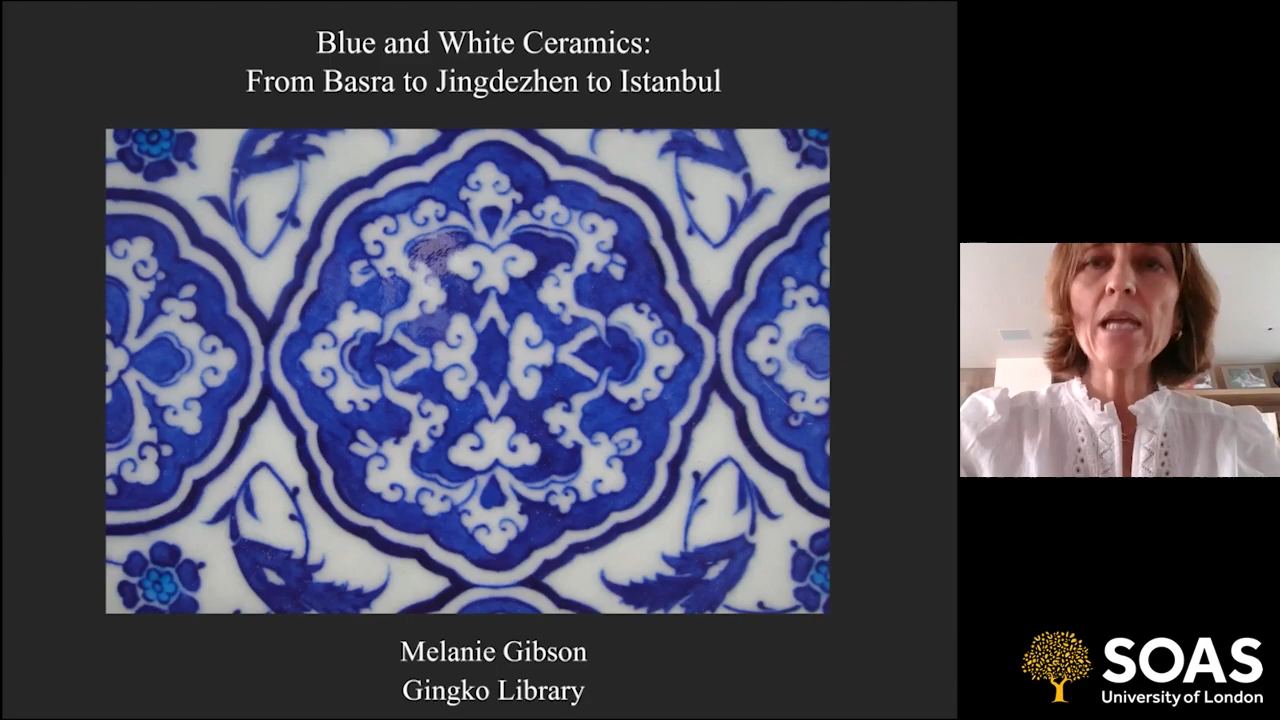 Blue and White Ceramics:
From Basra to Jingdezhen to Istanbul
Melanie Gibson
Gingko Library
SOAS
University of London